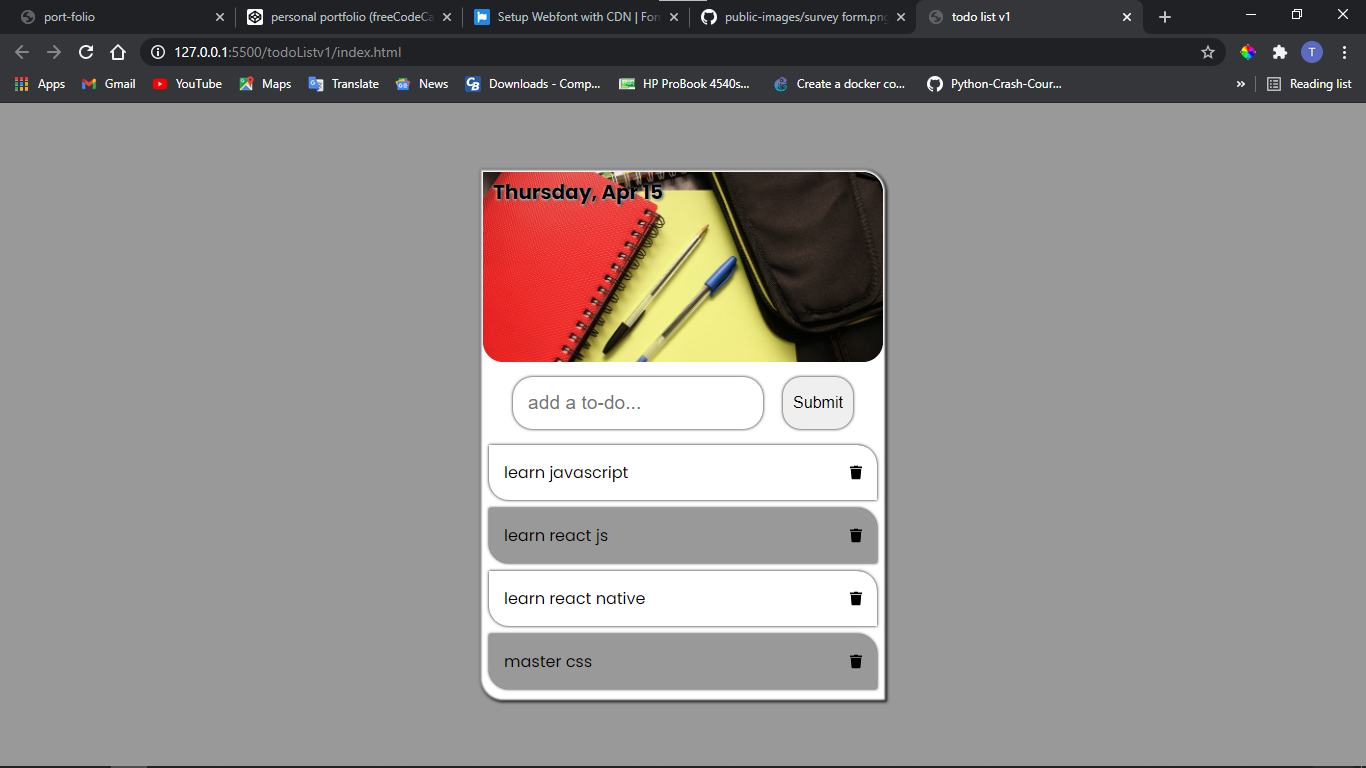 port-folio
personal portfolio (freeCodeCa
Setup Webfont with CDN | Fon
public-images/survey form.png
todo list v1
127.0.0.1:5500/todoListv1/index.html
T
Apps
Gmail
YouTube
Maps
Translate
News
Downloads - Comp...
HP ProBook 4540s...
Create a docker co...
Python-Crash-Cour...
»
Reading list
Thursday, Apr 15
add a to-do...
Submit
learn javascript
learn react js
learn react native
master css